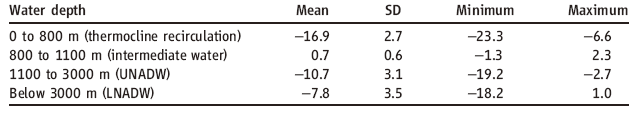 Water depth Mean SD Minimum Maximum
0 to 800 m (thermocline recirculation) −16.9 2.7 −23.3 −6.6
800 to 1100 m (intermediate water) 0.7 0.6 −1.3 2.3
1100 to 3000 m (UNADW) −10.7 3.1 −19.2 −2.7
Below 3000 m (LNADW) −7.8 3.5 −18.2 1.0